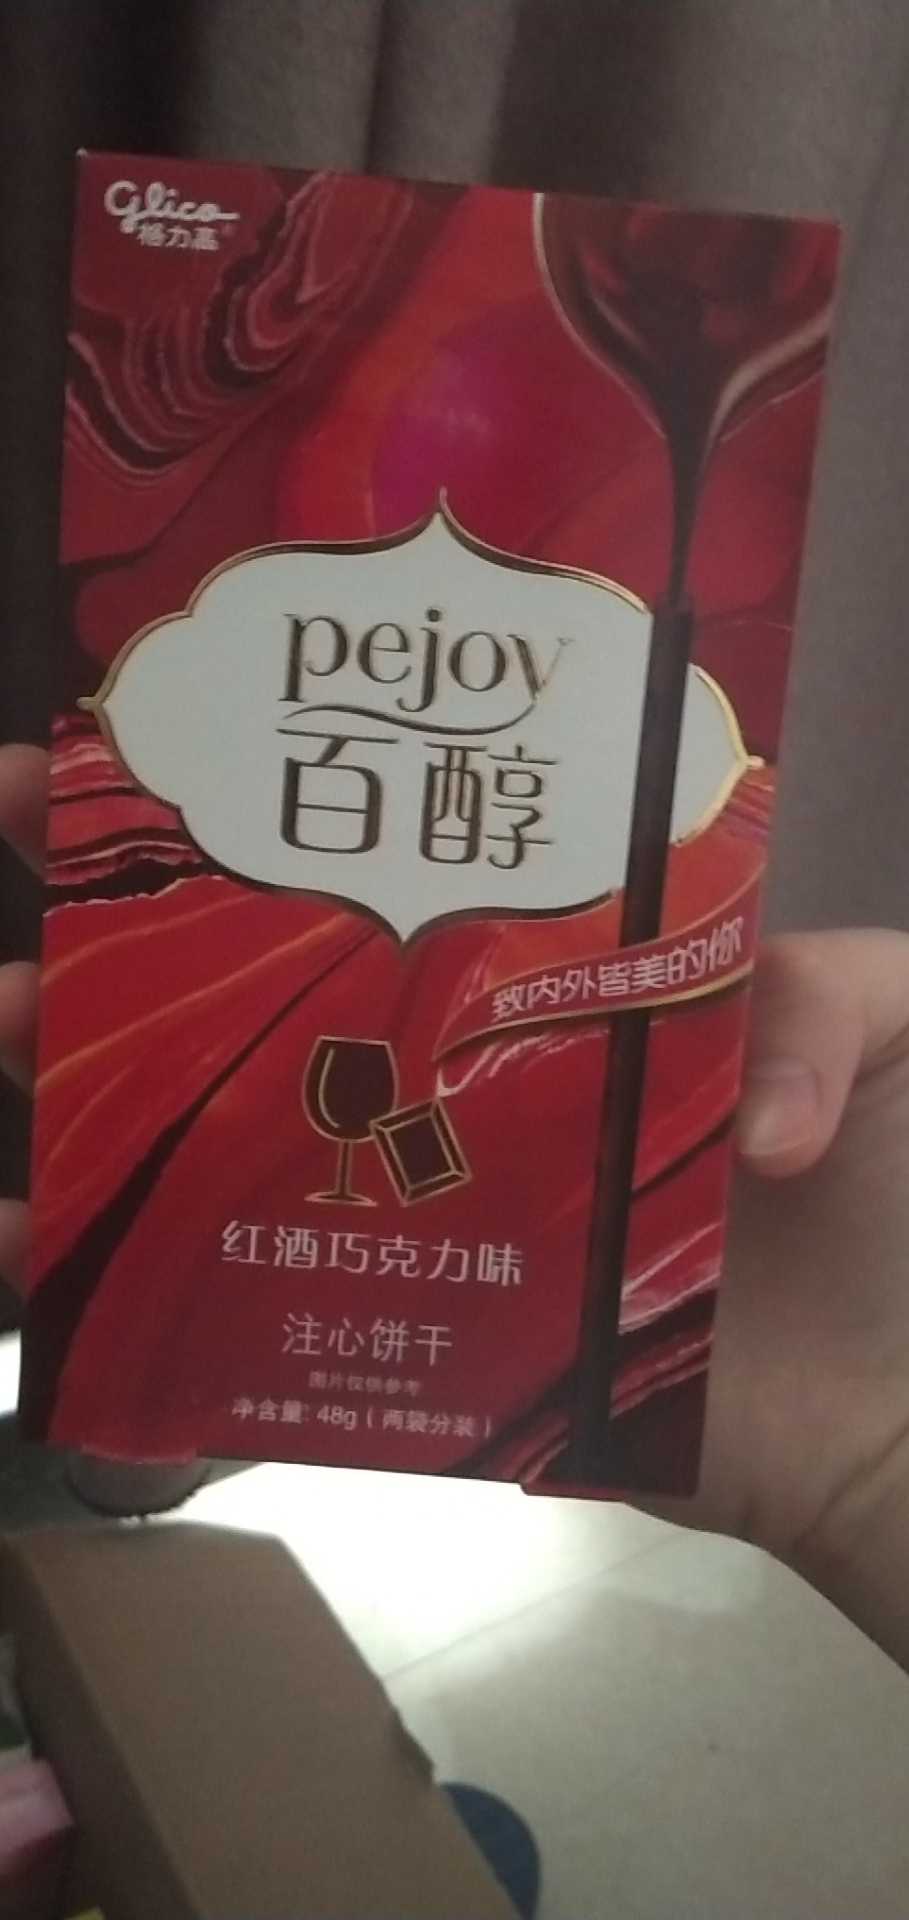 glico
格力高
pejoy
百醇
致内外皆美的你
红酒巧克力味
注心饼干
图片仅供参考
净含量: 48g (两袋分装)